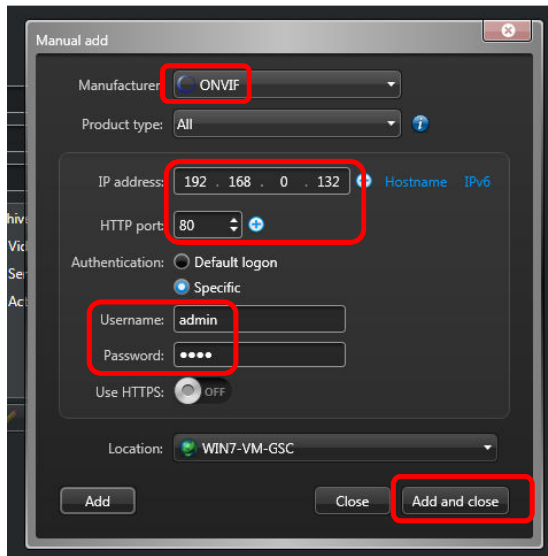 Manual add
Manufacturer: ONVIF
Product type: All
IP address: 192 . 168 . 0 . 132 Hostname IPv6
HTTP port: 80
Authentication: Default logon
Specific
Username: admin
Password: ••••
Use HTTPS: OFF
Location: WIN7-VM-GSC
Add Close Add and close